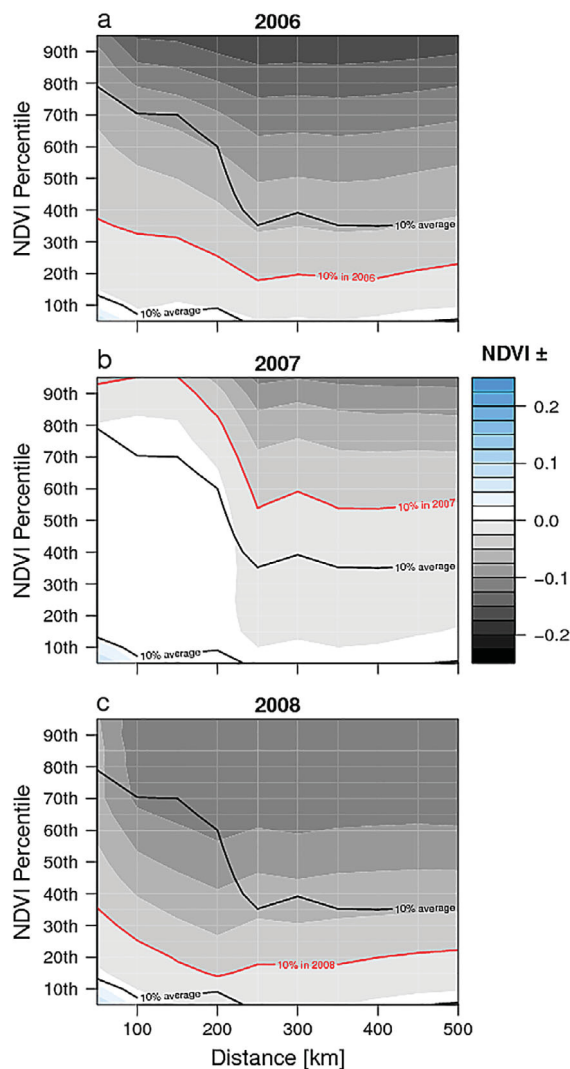 a
2006
90th
80th
70th
60th
50th
40th
30th
20th
10th
NDVI Percentile
10% average
10% in 2006
10% average
b
2007
90th
80th
70th
60th
50th
40th
30th
20th
10th
NDVI Percentile
10% in 2007
10% average
10% average
NDVI ±
0.2
0.1
0.0
−0.1
−0.2
c
2008
90th
80th
70th
60th
50th
40th
30th
20th
10th
NDVI Percentile
10% average
10% in 2008
10% average
100
200
300
400
500
Distance [km]